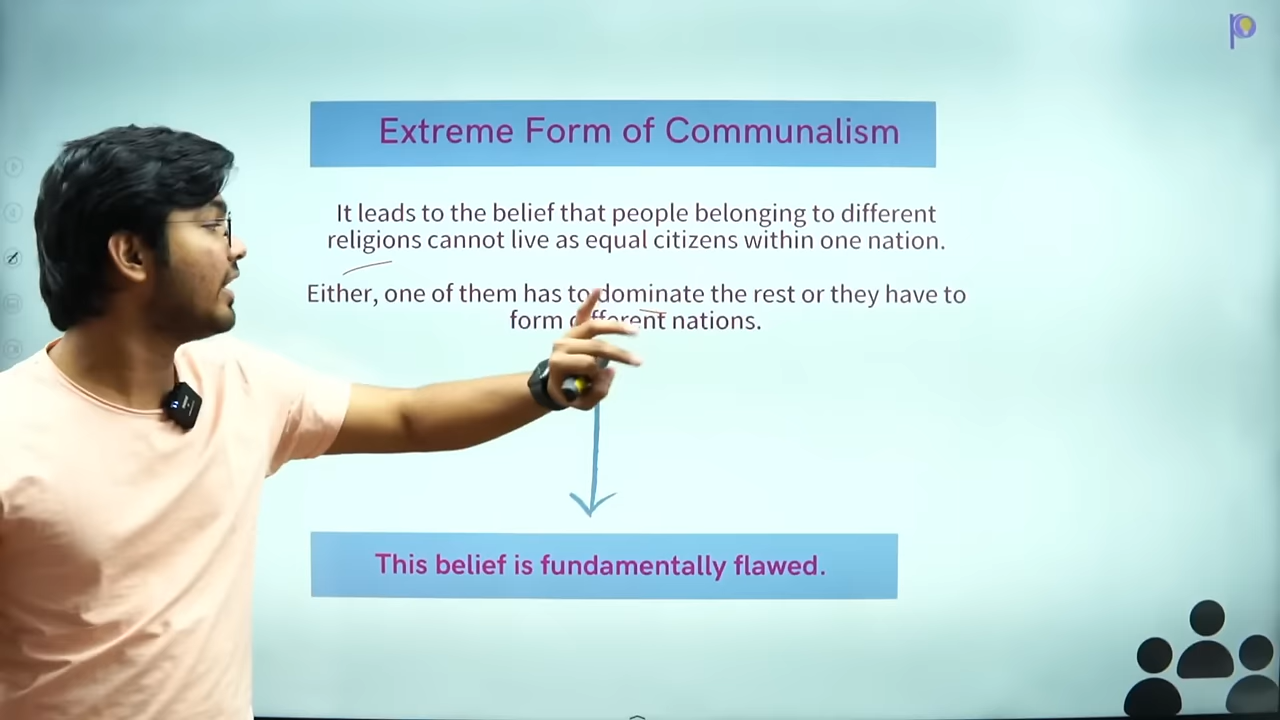 Extreme Form of Communalism
It leads to the belief that people belonging to different
religions cannot live as equal citizens within one nation.
Either, one of them has to dominate the rest or they have to
form different nations.
This belief is fundamentally flawed.